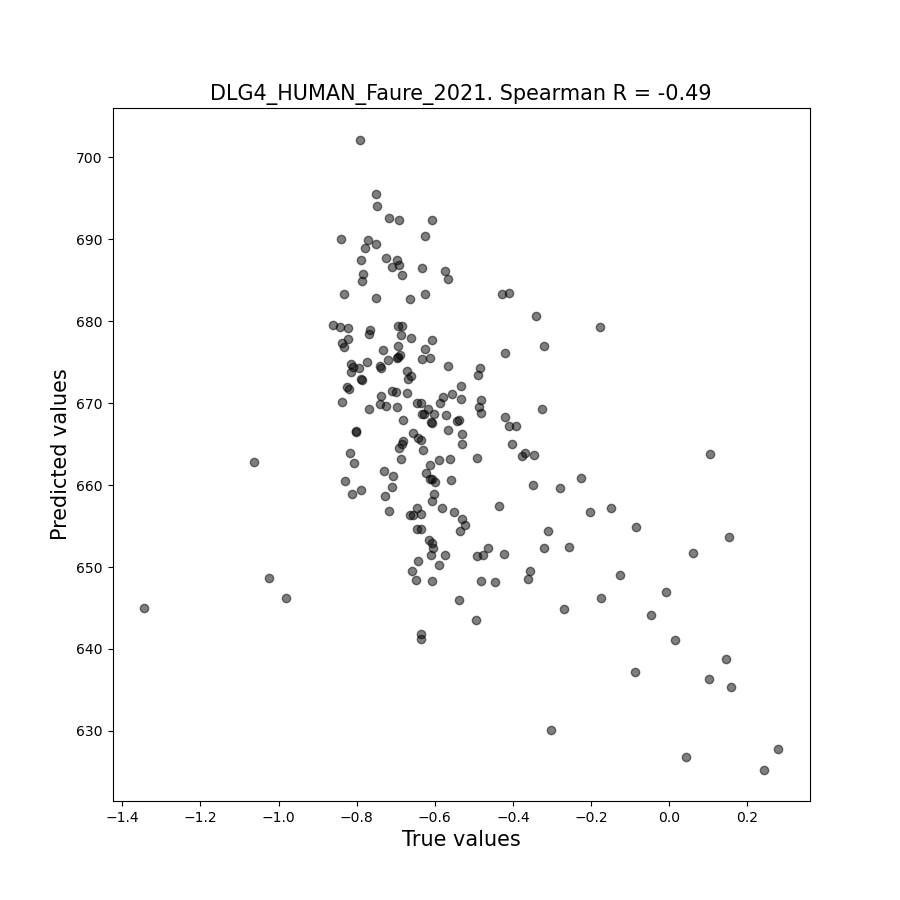 DLG4_HUMAN_Faure_2021. Spearman R = -0.49
700
690
680
670
660
650
640
630
Predicted values
−1.4 −1.2 −1.0 −0.8 −0.6 −0.4 −0.2 0.0 0.2
True values